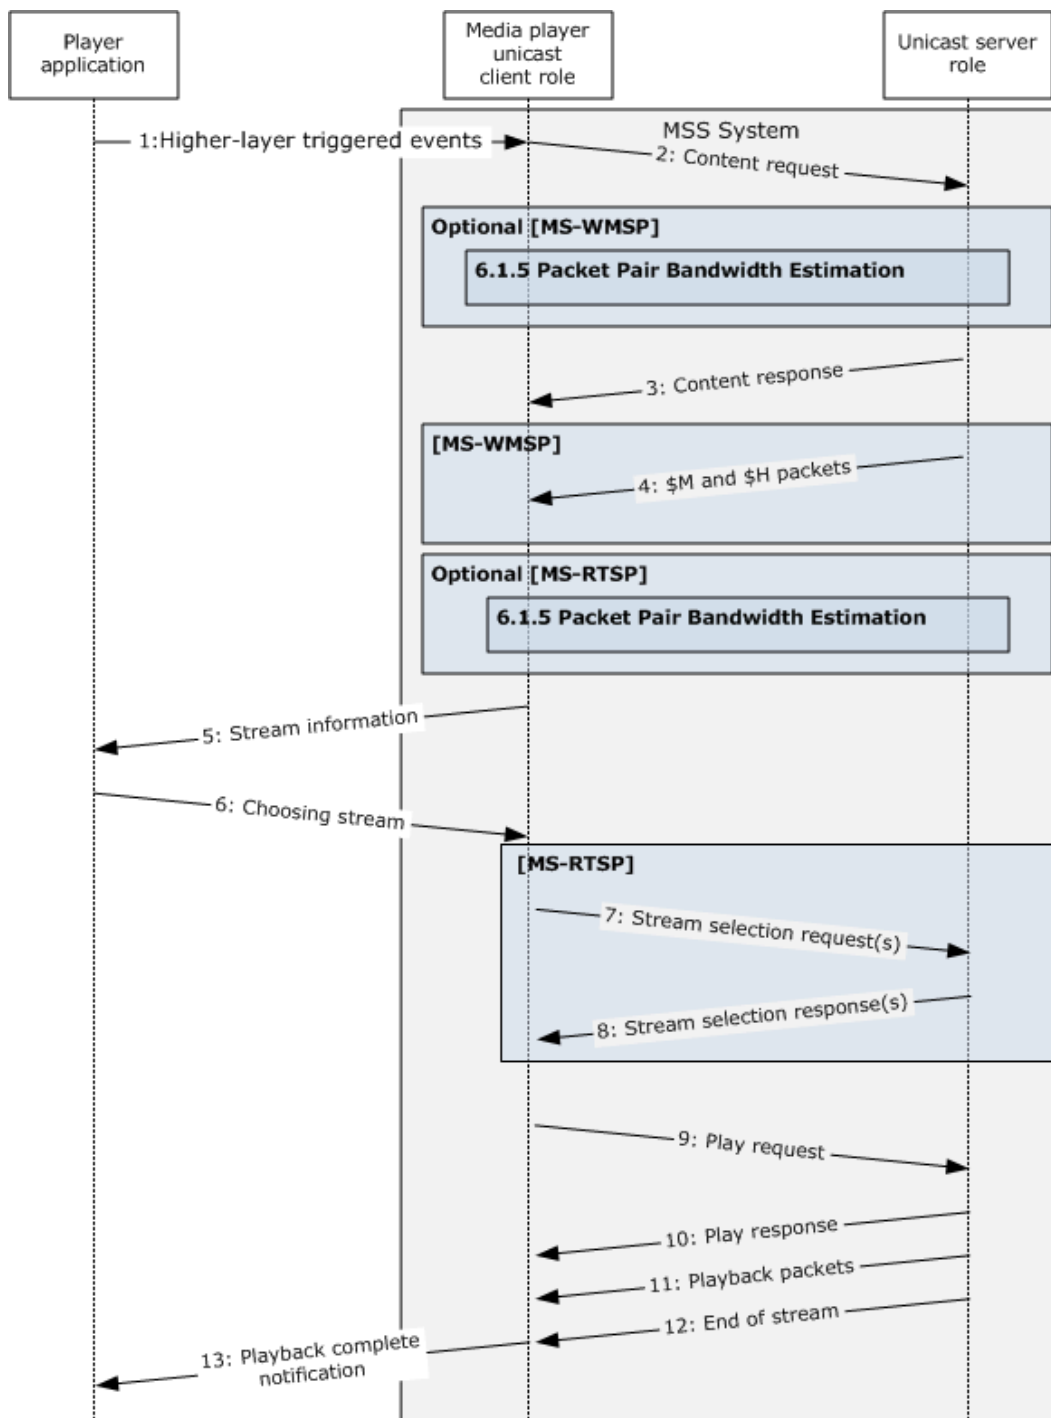 Player
application
Media player
unicast
client role
Unicast server
role
MSS System
1:Higher-layer triggered events
2: Content request
Optional [MS-WMSP]
6.1.5 Packet Pair Bandwidth Estimation
3: Content response
[MS-WMSP]
4: $M and $H packets
Optional [MS-RTSP]
6.1.5 Packet Pair Bandwidth Estimation
5: Stream information
6: Choosing stream
[MS-RTSP]
7: Stream selection request(s)
8: Stream selection response(s)
9: Play request
10: Play response
11: Playback packets
12: End of stream
13: Playback complete
notification